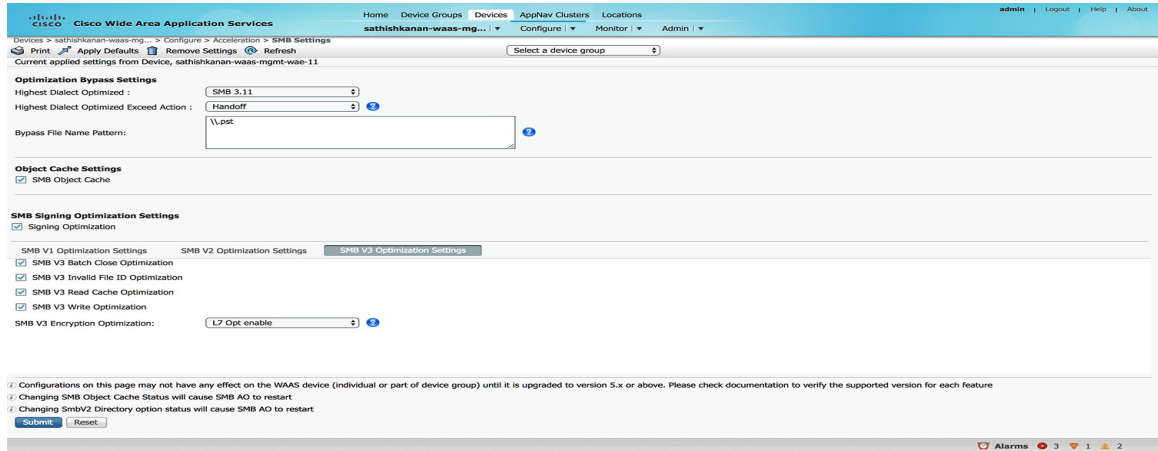 admin | Logout | Help | About
cisco Cisco Wide Area Application Services
Home Device Groups Devices AppNav Clusters Locations
sathishkanan-waas-mg... | ▾ Configure | ▾ Monitor | ▾ Admin | ▾
Devices > sathishkanan-waas-mg... > Configure > Acceleration > SMB Settings
Print Apply Defaults Remove Settings Refresh Select a device group
Current applied settings from Device, sathishkanan-waas-mgmt-wae-11
Optimization Bypass Settings
Highest Dialect Optimized : SMB 3.11
Highest Dialect Optimized Exceed Action : Handoff ?
\\.pst
Bypass File Name Pattern: ?
Object Cache Settings
SMB Object Cache
SMB Signing Optimization Settings
Signing Optimization
SMB V1 Optimization Settings SMB V2 Optimization Settings SMB V3 Optimization Settings
SMB V3 Batch Close Optimization
SMB V3 Invalid File ID Optimization
SMB V3 Read Cache Optimization
SMB V3 Write Optimization
SMB V3 Encryption Optimization: L7 Opt enable ?
i Configurations on this page may not have any effect on the WAAS device (individual or part of device group) until it is upgraded to version 5.x or above. Please check documentation to verify the supported version for each feature
i Changing SMB Object Cache Status will cause SMB AO to restart
i Changing SmbV2 Directory option status will cause SMB AO to restart
Submit Reset
Alarms 3 1 2